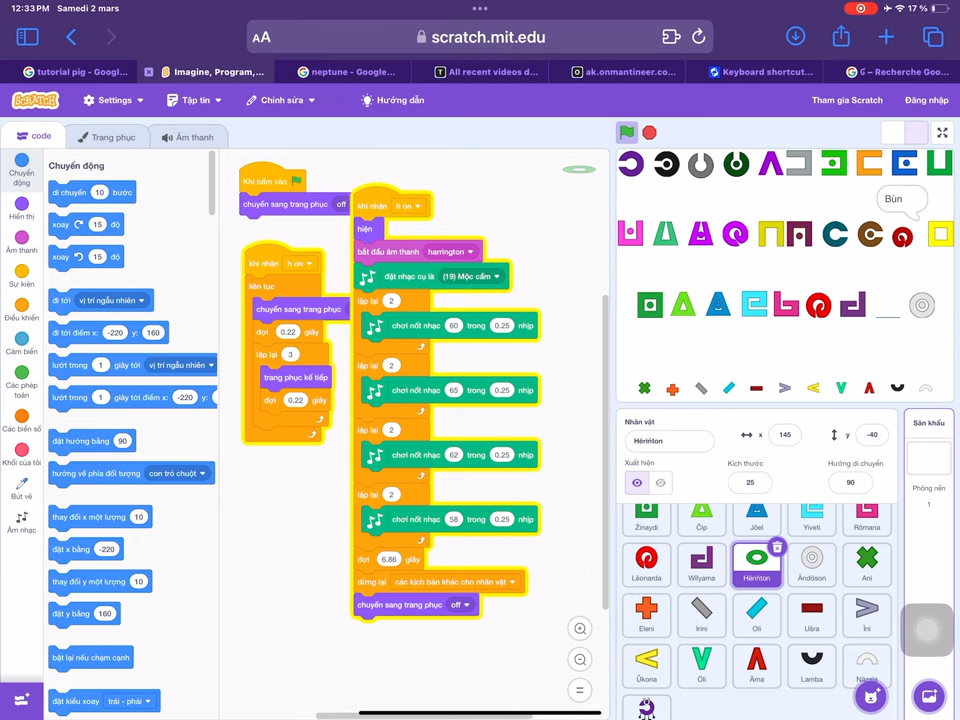 12:33 PM Samedi 2 mars
17 %
AA
scratch.mit.edu
tutorial pig - Googl...
Imagine, Program,...
neptune - Google...
All recent videos d...
ak.onmantineer.co...
Keyboard shortcut...
G – Recherche Goo...
SCRATCH
Settings
Tập tin
Chỉnh sửa
Hướng dẫn
Tham gia Scratch
Đăng nhập
code
Trang phục
Âm thanh
Chuyển động
Hiển thị
Âm thanh
Sự kiện
Điều khiển
Cảm biến
Các phép toán
Các biến số
Khối của tôi
Bút vẽ
Âm nhạc
Chuyển động
di chuyển 10 bước
xoay 15 độ
xoay 15 độ
đi tới vị trí ngẫu nhiên
đi tới điểm x: -220 y: 160
lướt trong 1 giây tới vị trí ngẫu nhiên
lướt trong 1 giây tới điểm x: -220 y:
đặt hướng bằng 90
hướng về phía đối tượng con trỏ chuột
thay đổi x một lượng 10
đặt x bằng -220
thay đổi y một lượng 10
đặt y bằng 160
bật lại nếu chạm cạnh
đặt kiểu xoay trái - phải
Khi bấm vào
chuyển sang trang phục off
khi nhận h on
liên tục
chuyển sang trang phục
đợi 0.22 giây
lặp lại 3
trang phục kế tiếp
đợi 0.22 giây
khi nhận h on
hiện
bắt đầu âm thanh harrington
đặt nhạc cụ là (19) Mộc cầm
lặp lại 2
chơi nốt nhạc 60 trong 0.25 nhịp
lặp lại 2
chơi nốt nhạc 65 trong 0.25 nhịp
lặp lại 2
chơi nốt nhạc 62 trong 0.25 nhịp
lặp lại 2
chơi nốt nhạc 58 trong 0.25 nhịp
đợi 6.86 giây
dừng lại các kịch bản khác cho nhân vật
chuyển sang trang phục off
Bùn
Nhân vật
x 145
y -40
Xuất hiện
Kích thước
25
Hướng di chuyển
90
Sân khấu
Phông nền
1
Žinaydi
Čip
Yiveti
Rōmana
Lēonarda
Wilyama
Āndōson
Ani
Eleni
Irini
Oli
Ušra
Īni
Ūkona
Ōli
Āma
Lamba